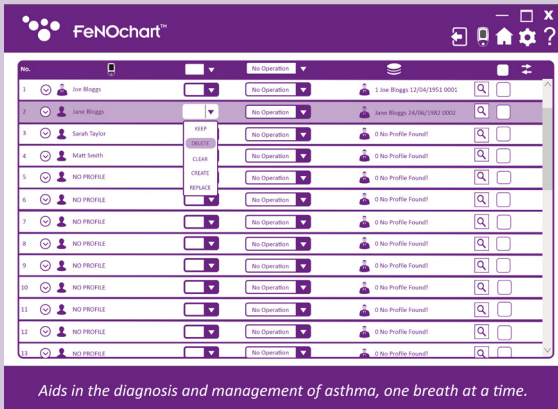 FeNOchart™
No. No Operation
1 Joe Bloggs No Operation 1 Joe Bloggs 12/04/1951 0001
2 Jane Bloggs No Operation Jane Bloggs 24/06/1982 0002
KEEP
3 Sarah Taylor No Operation 0 No Profile Found!
DELETE
4 Matt Smith CLEAR No Operation 0 No Profile Found!
CREATE
5 NO PROFILE No Operation 0 No Profile Found!
REPLACE
6 NO PROFILE No Operation 0 No Profile Found!
7 NO PROFILE No Operation 0 No Profile Found!
8 NO PROFILE No Operation 0 No Profile Found!
9 NO PROFILE No Operation 0 No Profile Found!
10 NO PROFILE No Operation 0 No Profile Found!
11 NO PROFILE No Operation 0 No Profile Found!
12 NO PROFILE No Operation 0 No Profile Found!
13 NO PROFILE No Operation 0 No Profile Found!
Aids in the diagnosis and management of asthma, one breath at a time.